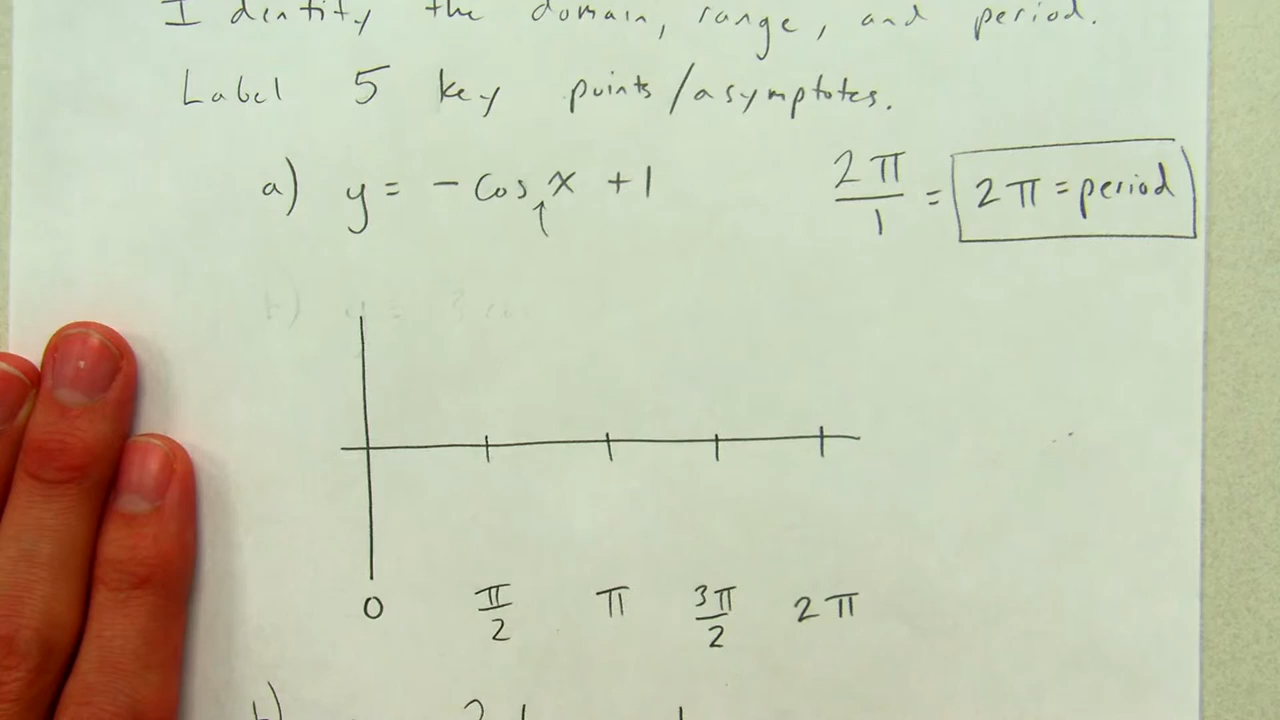 Identify the domain, range, and period.
Label 5 key points/asymptotes.
a) y = - cos x + 1
2π/1 = 2π = period
0 π/2 π 3π/2 2π
b)